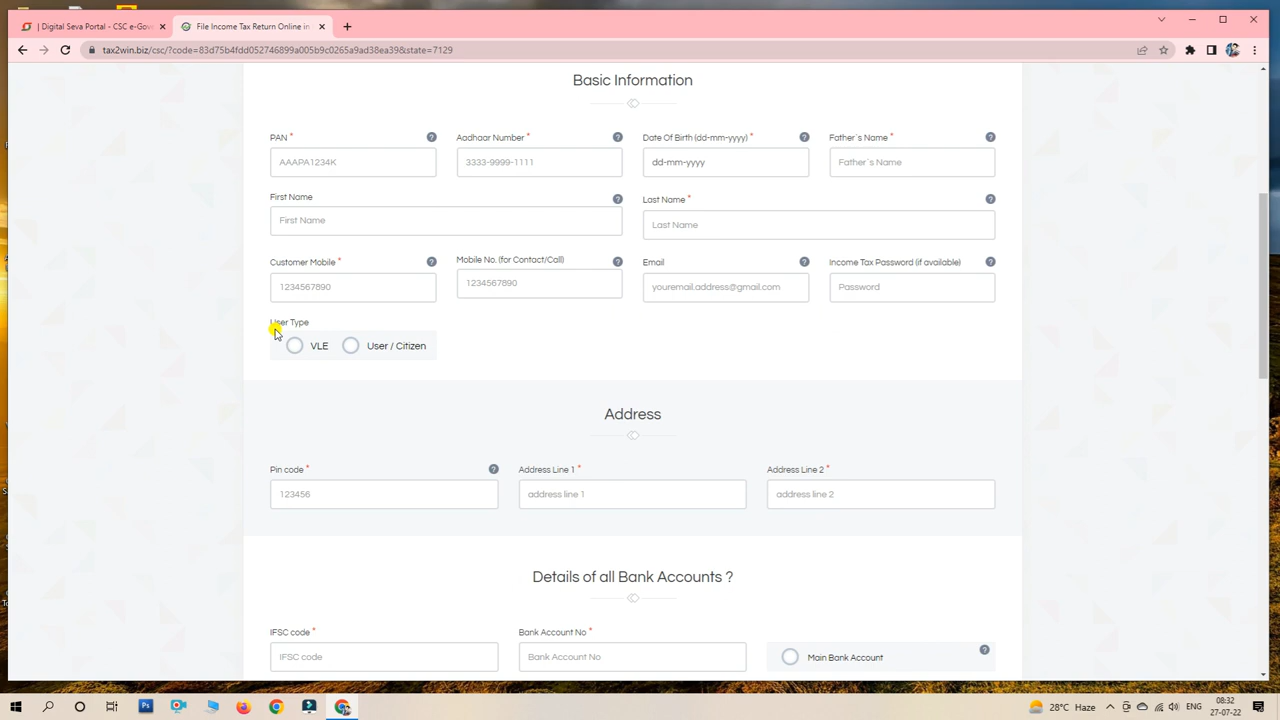 | Digital Seva Portal - CSC e-Gov
File Income Tax Return Online in
tax2win.biz/csc/?code=83d75b4fdd052746899a005b9c0265a9ad38ea39&state=7129
Basic Information
PAN * Aadhaar Number * Date Of Birth (dd-mm-yyyy) * Father`s Name *
AAAPA1234K 3333-9999-1111 dd-mm-yyyy Father`s Name
First Name Last Name *
First Name Last Name
Customer Mobile * Mobile No. (for Contact/Call) Email Income Tax Password (if available)
1234567890 1234567890 youremail.address@gmail.com Password
User Type
VLE User / Citizen
Address
Pin code * Address Line 1 * Address Line 2 *
123456 address line 1 address line 2
Details of all Bank Accounts ?
IFSC code * Bank Account No *
IFSC code Bank Account No Main Bank Account
28°C Haze ENG 08:32
27-07-22